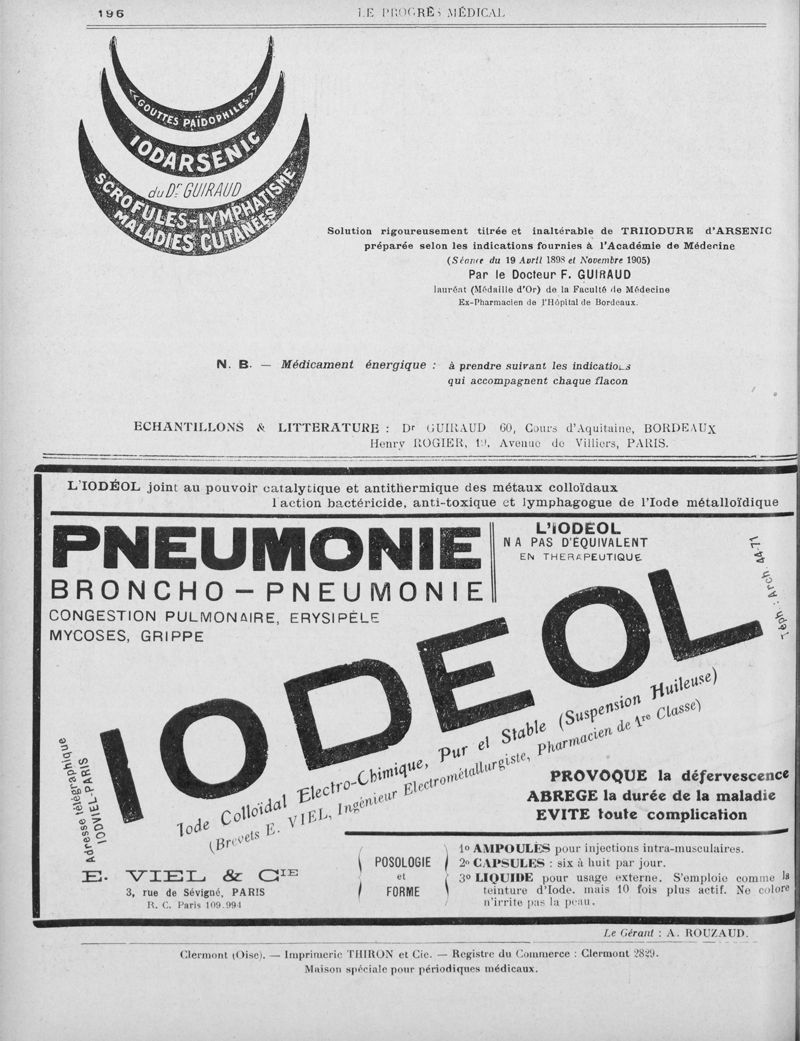 196
LE PROGRÈS MÉDICAL
<<GOUTTES PAÏDOPHILES>>
IODARSENIC
du Dr GUIRAUD
SCROFULES-LYMPHATISME
MALADIES CUTANÉES
Solution rigoureusement titrée et inaltérable de TRIIODURE d'ARSENIC
préparée selon les indications fournies à l'Académie de Médecine
(Séance du 19 Avril 1898 et Novembre 1905)
Par le Docteur F. GUIRAUD
lauréat (Médaille d'Or) de la Faculté de Médecine
Ex-Pharmacien de l'Hôpital de Bordeaux.
N. B. — Médicament énergique : à prendre suivant les indications
qui accompagnent chaque flacon
ECHANTILLONS & LITTERATURE : Dr GUIRAUD 60, Cours d'Aquitaine, BORDEAUX
Henry ROGIER, Avenue de Villiers, PARIS.
L'IODÉOL joint au pouvoir catalytique et antithermique des métaux colloïdaux
l'action bactéricide, anti-toxique et lymphagogue de l'Iode métalloïdique
PNEUMONIE
BRONCHO-PNEUMONIE
CONGESTION PULMONAIRE, ERYSIPÈLE
MYCOSES, GRIPPE
L'IODEOL
N A PAS D'ÉQUIVALENT
EN THERAPEUTIQUE
Téph : Arch 44-71
IODEOL
Iode Colloïdal Electro-Chimique, Pur et Stable (Suspension Huileuse)
(Brevets E. VIEL, Ingénieur Electrométallurgiste, Pharmacien de 1re Classe)
Adresse télégraphique
IODVIEL-PARIS
PROVOQUE la défervescence
ABREGE la durée de la maladie
EVITE toute complication
E. VIEL & CIE
3, rue de Sévigné, PARIS
R. C. Paris 109.994
POSOLOGIE
et
FORME
1o AMPOULES pour injections intra-musculaires.
2o CAPSULES : six à huit par jour.
3o LIQUIDE pour usage externe. S'emploie comme la
teinture d'Iode. mais 10 fois plus actif. Ne colore
n'irrite pas la peau.
Le Gérant : A. ROUZAUD.
Clermont (Oise). — Imprimerie THIRON et Cie. — Registre du Commerce : Clermont 2829.
Maison spéciale pour périodiques médicaux.